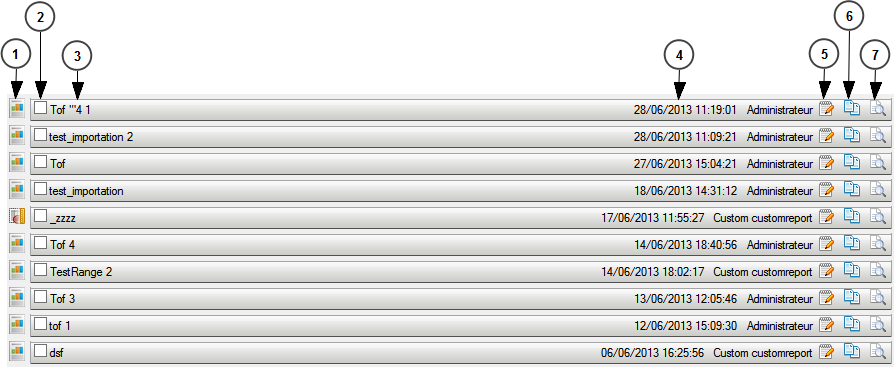 1 2 3 4 5 6 7
Tof '''4 1 28/06/2013 11:19:01 Administrateur
test_importation 2 28/06/2013 11:09:21 Administrateur
Tof 27/06/2013 15:04:21 Administrateur
test_importation 18/06/2013 14:31:12 Administrateur
_zzzz 17/06/2013 11:55:27 Custom customreport
Tof 4 14/06/2013 18:40:56 Administrateur
TestRange 2 14/06/2013 18:02:17 Custom customreport
Tof 3 13/06/2013 12:05:46 Administrateur
tof 1 12/06/2013 15:09:30 Administrateur
dsf 06/06/2013 16:25:56 Custom customreport